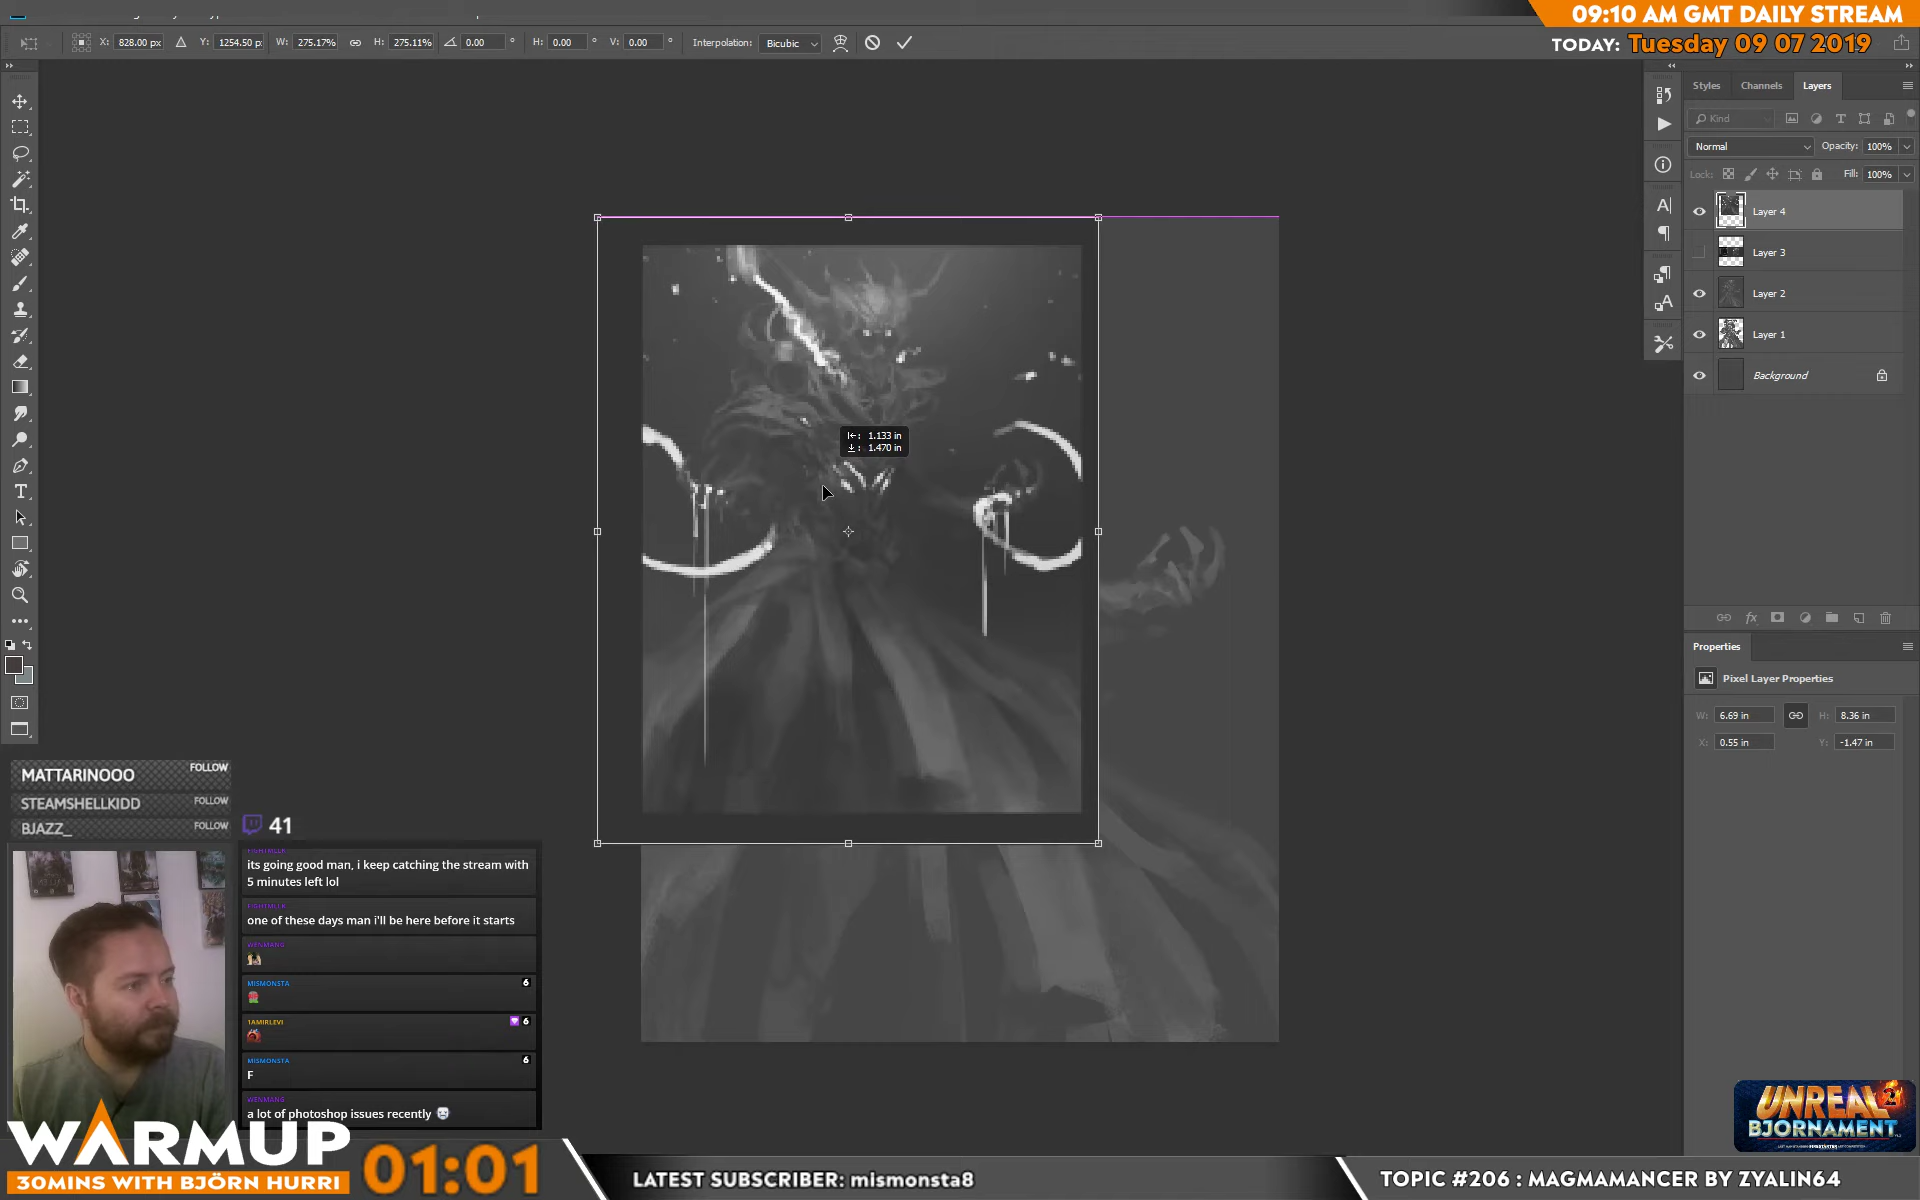 09:10 AM GMT DAILY STREAM
TODAY: Tuesday 09 07 2019
X: 828.00 px Y: 1254.50 p W: 275.17% H: 275.11% 0.00 ° H: 0.00 ° V: 0.00 ° Interpolation: Bicubic
Styles Channels Layers
Kind
Normal Opacity: 100%
Lock: Fill: 100%
Layer 4
Layer 3
Layer 2
Layer 1
Background
1.133 in
1.470 in
Properties
Pixel Layer Properties
W: 6.69 in H: 8.36 in
X: 0.55 in Y: -1.47 in
MATTARINOOO FOLLOW
STEAMSHELLKIDD FOLLOW
BJAZZ_ FOLLOW
41
its going good man, i keep catching the stream with
5 minutes left lol
one of these days man i'll be here before it starts
WENMANG
MISMONSTA 6
1AMIRLEVI 6
MISMONSTA 6
F
WENMANG
a lot of photoshop issues recently
WARMUP
30MINS WITH BJÖRN HURRI
01:01
LATEST SUBSCRIBER: mismonsta8
UNREAL 2
BJORNAMENT
TOPIC #206 : MAGMAMANCER BY ZYALIN64